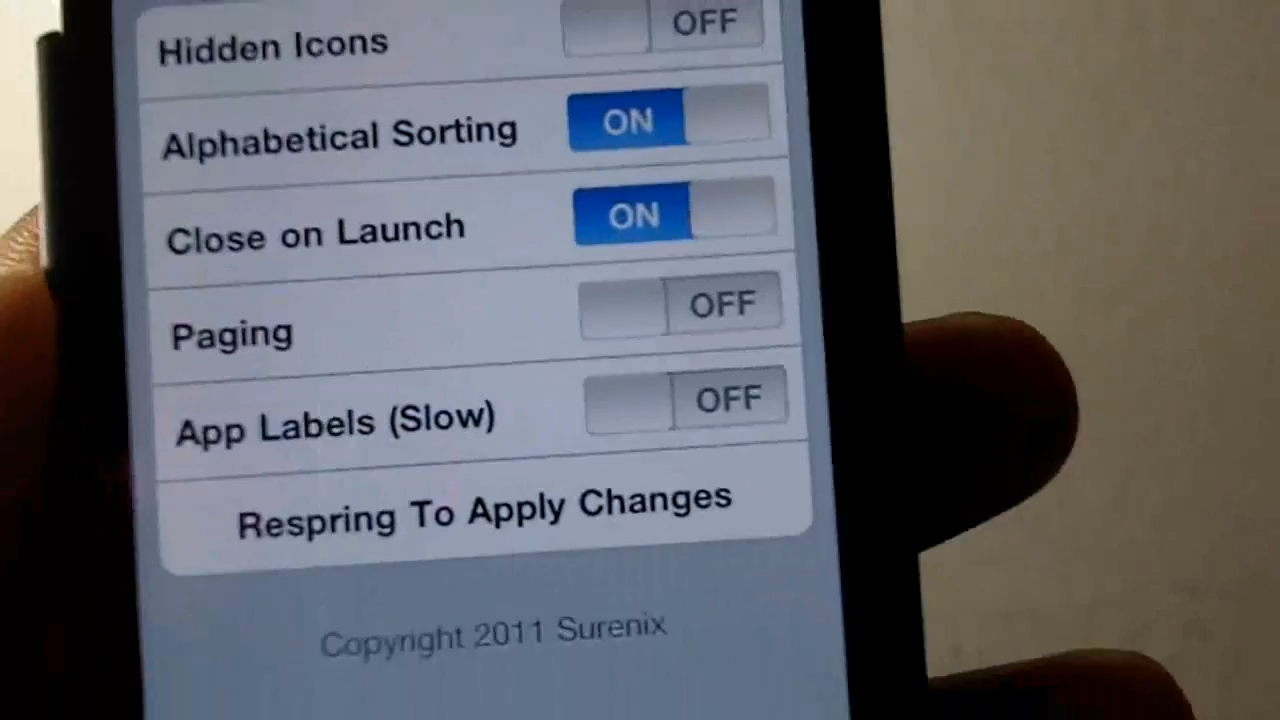 Hidden Icons OFF
Alphabetical Sorting ON
Close on Launch ON
Paging OFF
App Labels (Slow) OFF
Respring To Apply Changes
Copyright 2011 Surenix